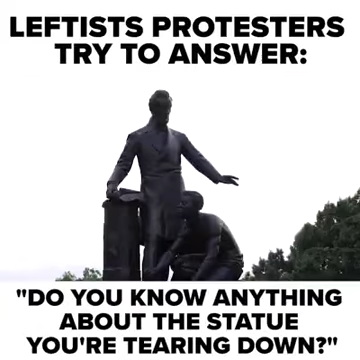 LEFTISTS PROTESTERS
TRY TO ANSWER:
"DO YOU KNOW ANYTHING
ABOUT THE STATUE
YOU'RE TEARING DOWN?"